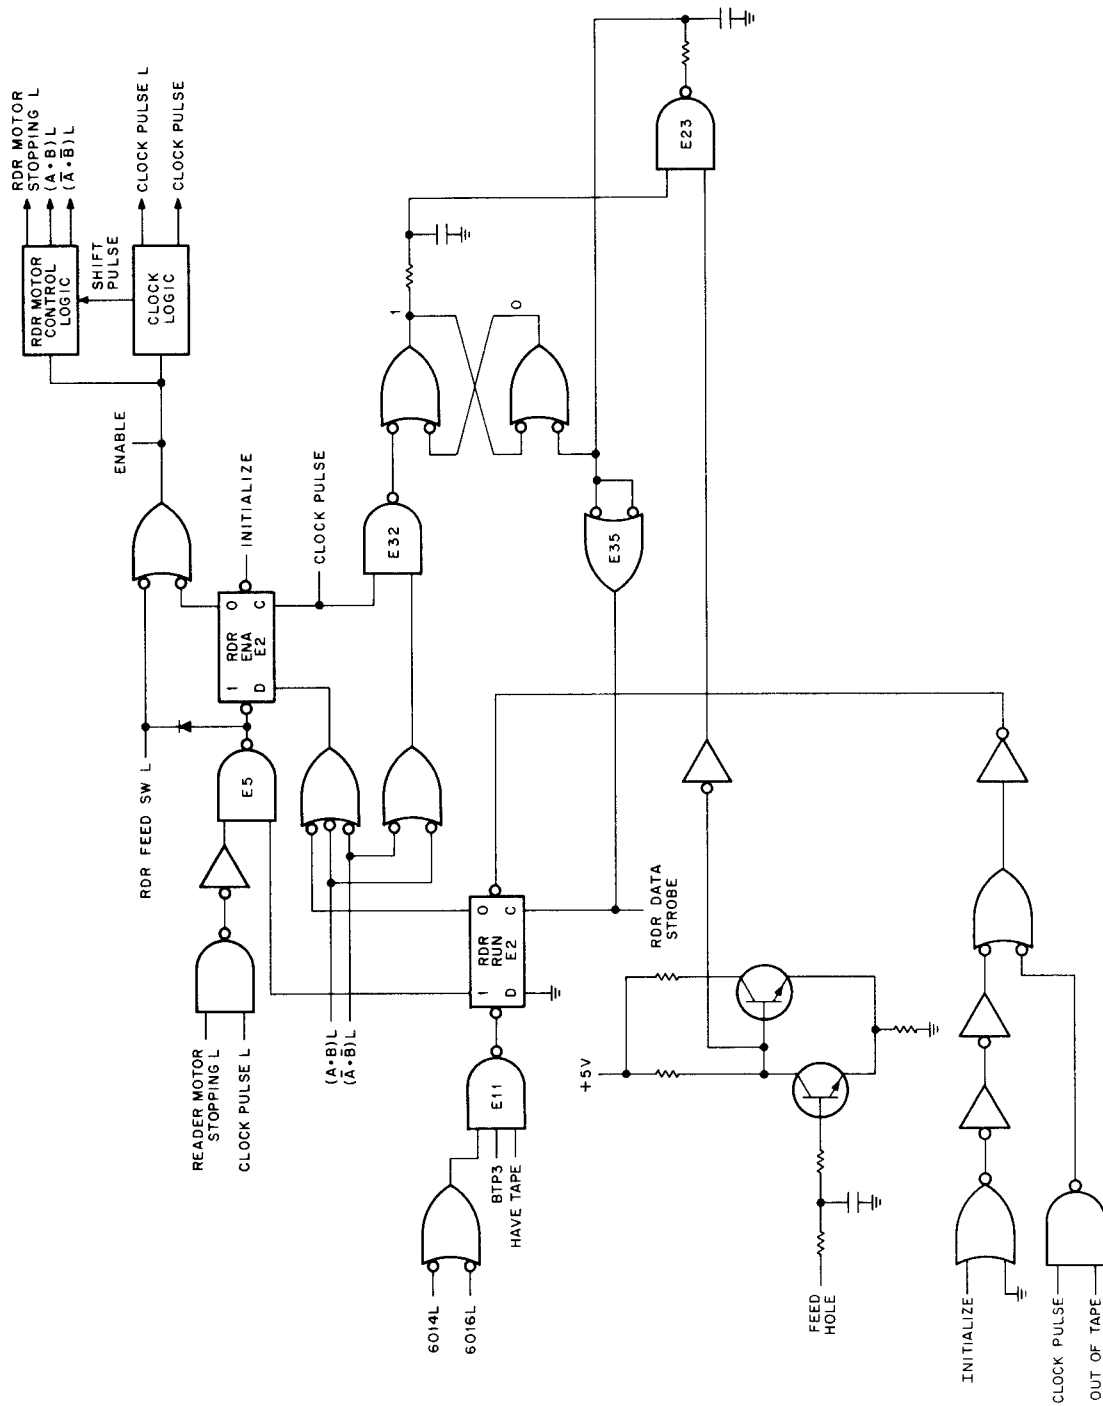 RDR MOTOR
STOPPING L
(A•B)L
(A̅•B)L
RDR MOTOR
CONTROL
LOGIC
SHIFT
PULSE
CLOCK PULSE L
CLOCK PULSE
CLOCK
LOGIC
ENABLE
INITIALIZE
CLOCK PULSE
RDR FEED SW L
1
0
RDR
ENA
E2
D
C
E5
E32
1
0
E23
E35
READER MOTOR
STOPPING L
CLOCK PULSE L
(A•B)L
(A̅•B)L
1
0
RDR
RUN
E2
D
C
RDR DATA
STROBE
E11
BTP3
HAVE TAPE
6014L
6016L
+5V
FEED
HOLE
INITIALIZE
CLOCK PULSE
OUT OF TAPE